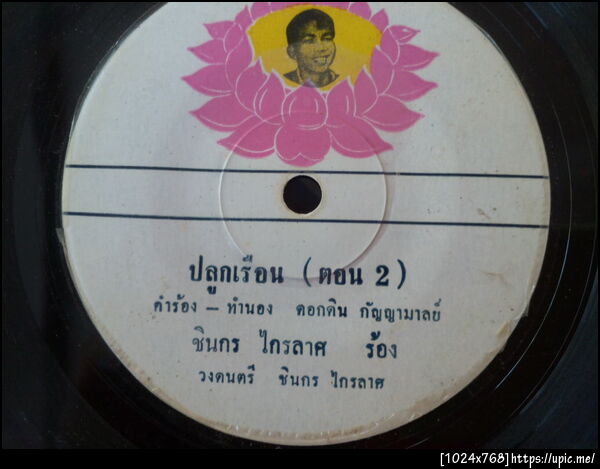 ปลูกเรือน (ตอน 2)
คำร้อง - ทำนอง ดอกดิน กัญญามาลย์
ชินกร ไกรลาศ ร้อง
วงดนตรี ชินกร ไกรลาศ
[1024x768]https://upic.me/